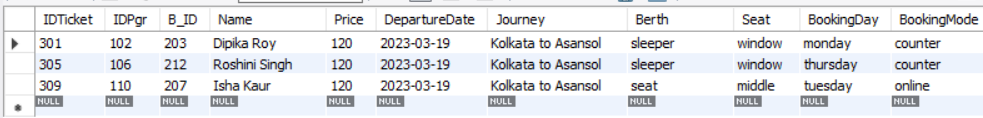 IDTicket IDPgr B_ID Name Price DepartureDate Journey Berth Seat BookingDay BookingMode
301 102 203 Dipika Roy 120 2023-03-19 Kolkata to Asansol sleeper window monday counter
305 106 212 Roshini Singh 120 2023-03-19 Kolkata to Asansol sleeper window thursday counter
309 110 207 Isha Kaur 120 2023-03-19 Kolkata to Asansol seat middle tuesday online
NULL NULL NULL NULL NULL NULL NULL NULL NULL NULL NULL